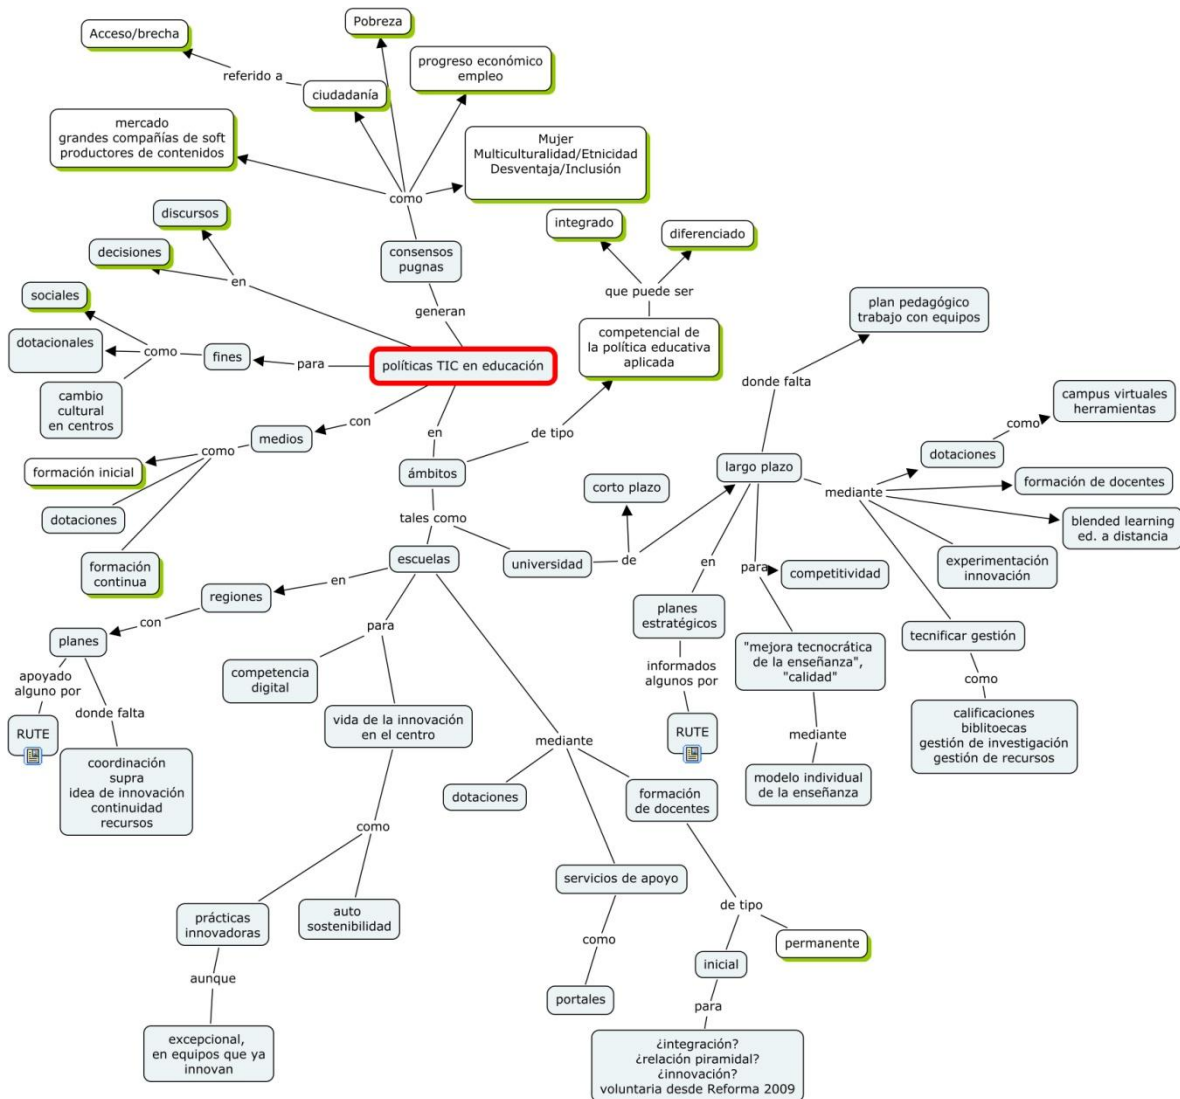 Acceso/brecha
Pobreza
referido a
progreso económico
empleo
ciudadanía
mercado
grandes compañías de soft
productores de contenidos
Mujer
Multiculturalidad/Etnicidad
Desventaja/Inclusión
como
discursos
decisiones
en
integrado
diferenciado
consensos
pugnas
que puede ser
generan
sociales
dotacionales
como
fines
para
políticas TIC en educación
competencial de
la política educativa
aplicada
plan pedagógico
trabajo con equipos
donde falta
cambio
cultural
en centros
con
medios
como
en
de tipo
campus virtuales
herramientas
como
dotaciones
formación inicial
ámbitos
corto plazo
largo plazo
mediante
formación de docentes
dotaciones
tales como
blended learning
ed. a distancia
formación
continua
escuelas
universidad
de
en
para
competitividad
experimentación
innovación
en
regiones
con
planes
para
planes
estratégicos
"mejora tecnocrática
de la enseñanza",
"calidad"
tecnificar gestión
apoyado
alguno por
donde falta
competencia
digital
informados
algunos por
como
RUTE
vida de la innovación
en el centro
mediante
RUTE
mediante
calificaciones
biblitoecas
gestión de investigación
gestión de recursos
coordinación
supra
idea de innovación
continuidad
recursos
dotaciones
formación
de docentes
modelo individual
de la enseñanza
como
servicios de apoyo
prácticas
innovadoras
auto
sostenibilidad
de tipo
como
permanente
aunque
inicial
portales
para
excepcional,
en equipos que ya
innovan
¿integración?
¿relación piramidal?
¿innovación?
voluntaria desde Reforma 2009